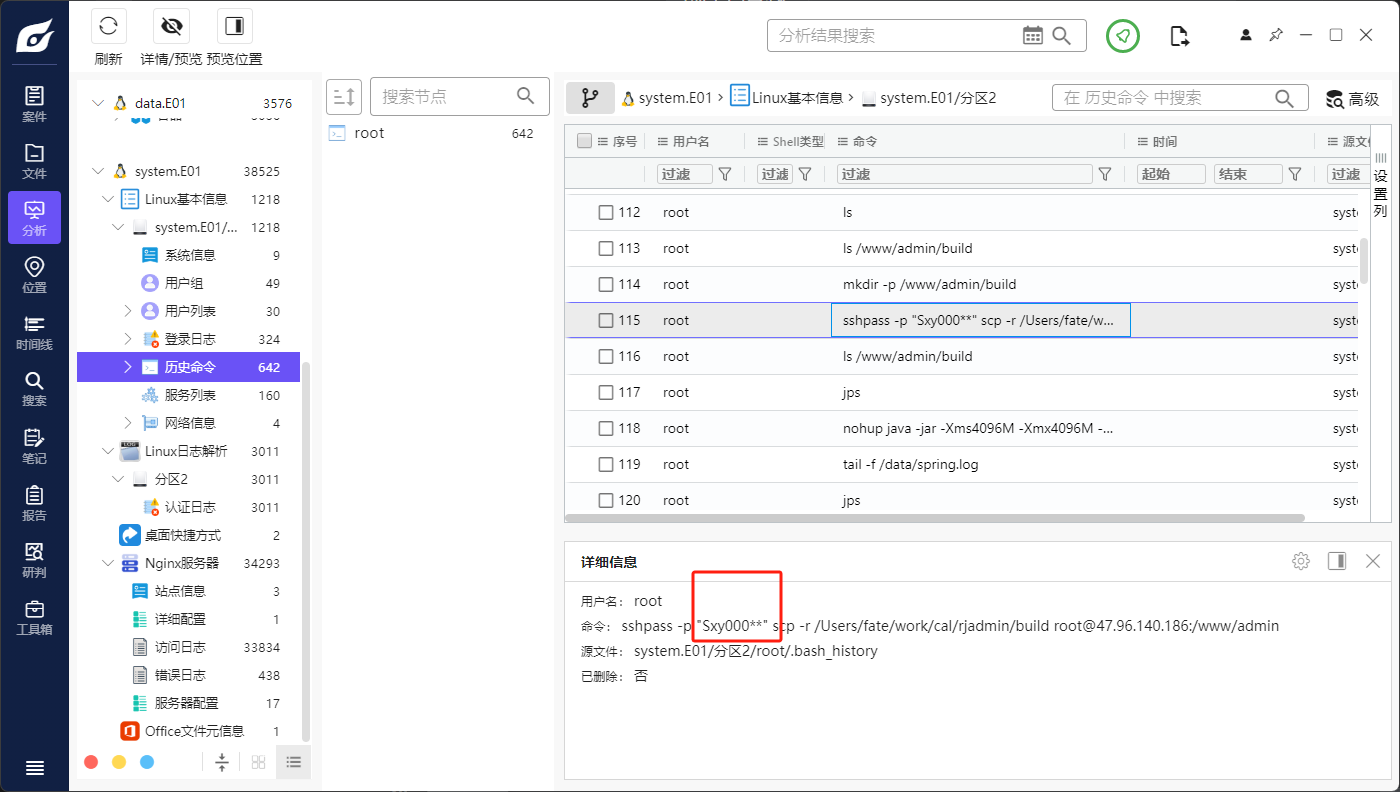 刷新
详情/预览
预览位置
分析结果搜索
案件
文件
分析
位置
时间线
搜索
笔记
报告
研判
工具箱
data.E01 3576
system.E01 38525
Linux基本信息 1218
system.E01/... 1218
系统信息 9
用户组 49
用户列表 30
登录日志 324
历史命令 642
服务列表 160
网络信息 4
Linux日志解析 3011
分区2 3011
认证日志 3011
桌面快捷方式 2
Nginx服务器 34293
站点信息 3
详细配置 1
访问日志 33834
错误日志 438
服务器配置 17
Office文件元信息 1
搜索节点
root 642
system.E01 › Linux基本信息 › system.E01/分区2
在 历史命令 中搜索
高级
序号 用户名 Shell类型 命令 时间 源文
过滤 过滤 过滤 起始 结束 过滤
设置列
112 root ls syst
113 root ls /www/admin/build syst
114 root mkdir -p /www/admin/build syst
115 root sshpass -p "Sxy000**" scp -r /Users/fate/w... syst
116 root ls /www/admin/build syst
117 root jps syst
118 root nohup java -jar -Xms4096M -Xmx4096M -... syst
119 root tail -f /data/spring.log syst
120 root jps syst
详细信息
用户名： root
命令： sshpass -p "Sxy000**" scp -r /Users/fate/work/cal/rjadmin/build root@47.96.140.186:/www/admin
源文件： system.E01/分区2/root/.bash_history
已删除： 否